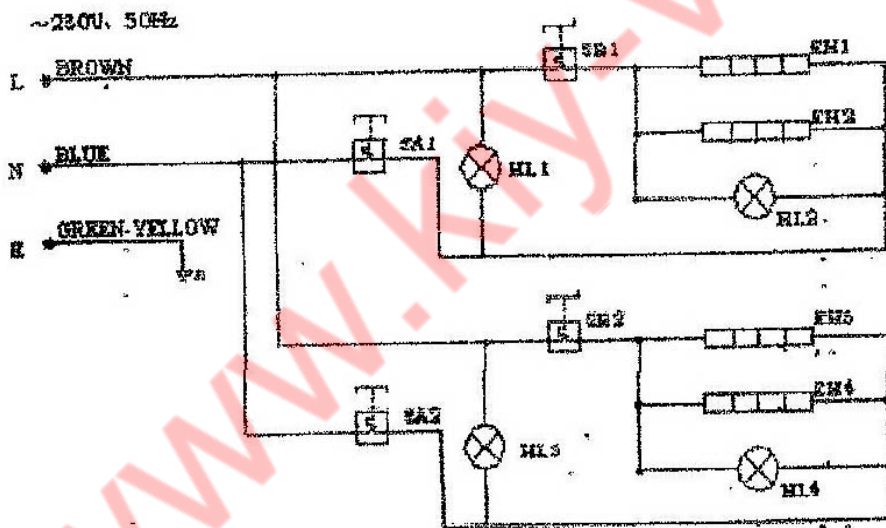 ~230V, 50Hz
L BROWN
SB1
EH1
EH2
SA1
N BLUE
HL1
HL2
E GREEN-YELLOW
SB2
EH3
EH4
SA2
HL3
HL4
www.kiy-v